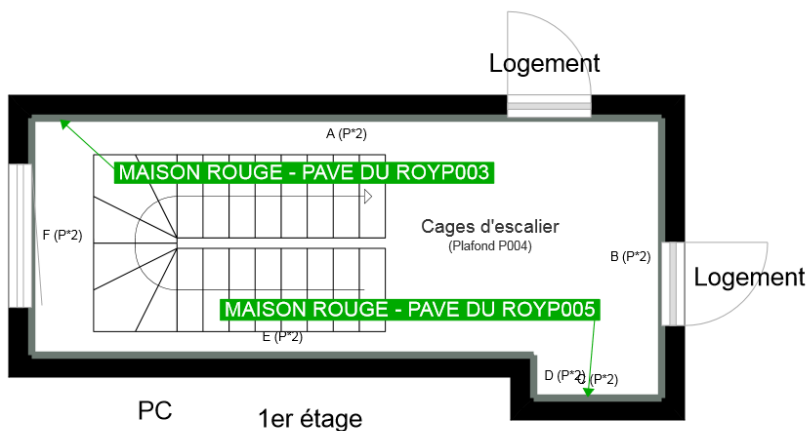 Logement
A (P*2)
MAISON ROUGE - PAVE DU ROYP003
Cages d'escalier
(Plafond P004)
F (P*2)
B (P*2)
Logement
MAISON ROUGE - PAVE DU ROYP005
E (P*2)
D (P*2)
C (P*2)
PC
1er étage